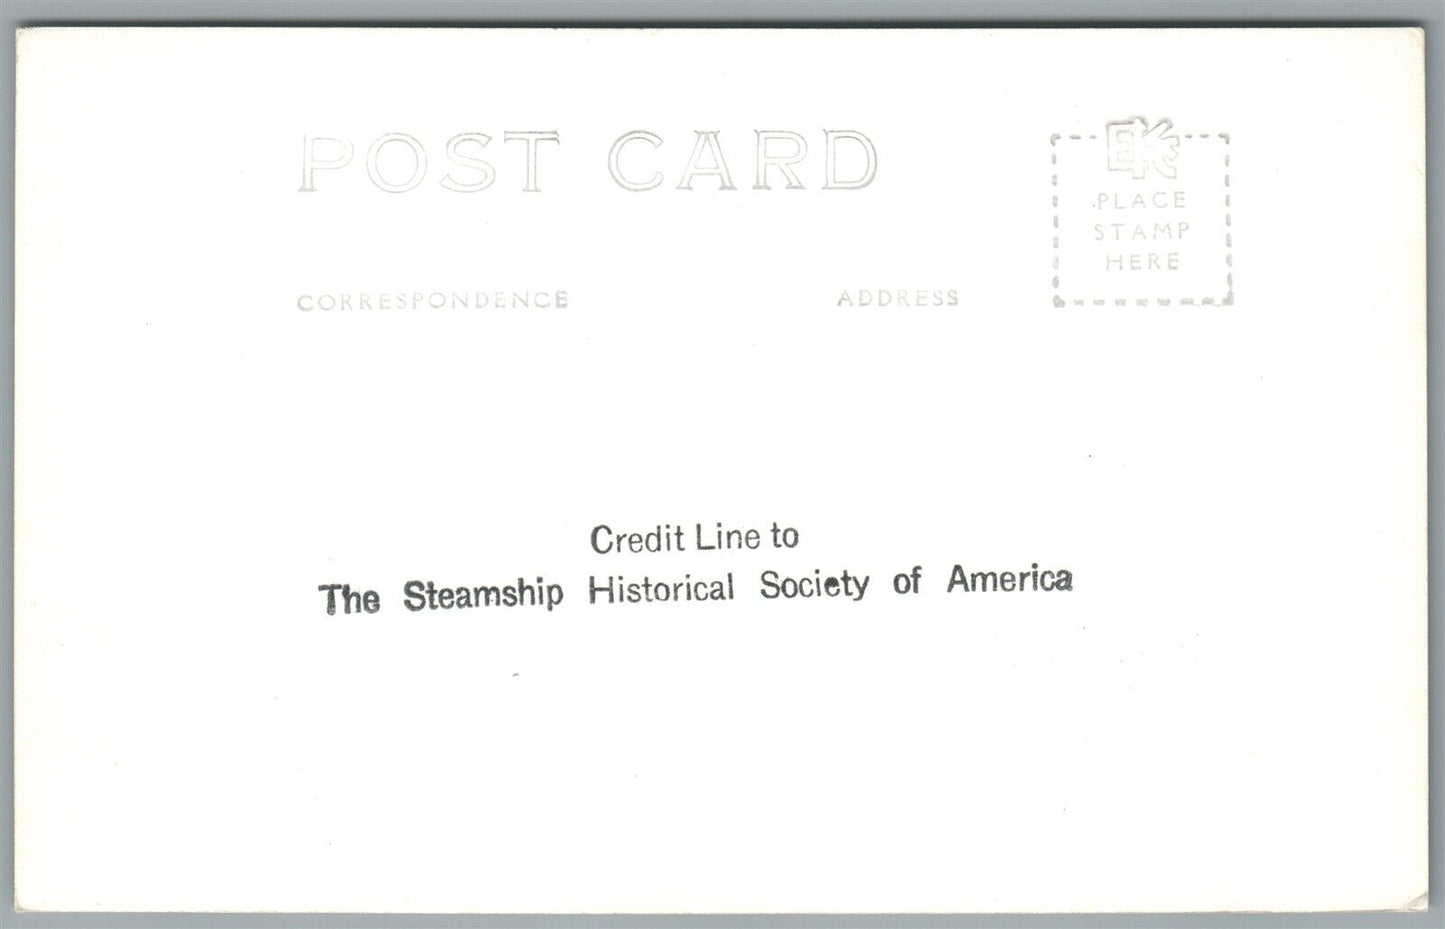 POST CARD
EKC
PLACE
STAMP
HERE
CORRESPONDENCE
ADDRESS
Credit Line to
The Steamship Historical Society of America